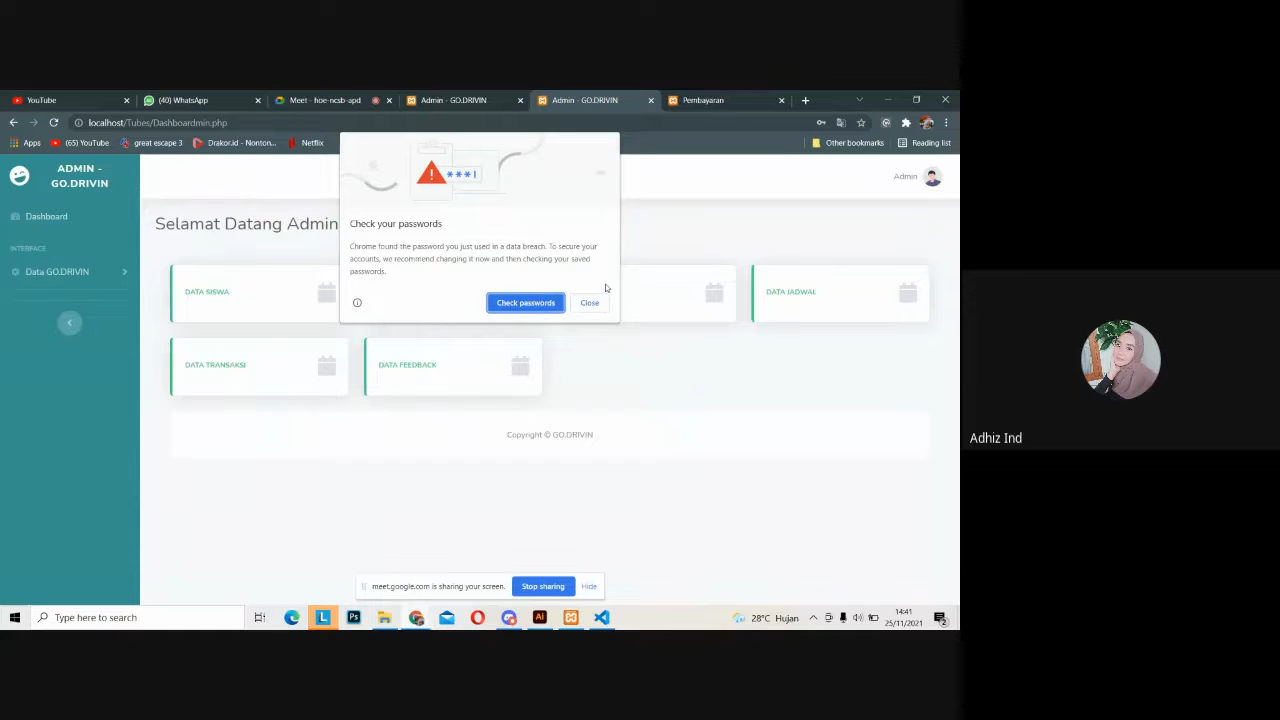 YouTube
(40) WhatsApp
Meet - hoe-ncsb-apd
Admin - GO.DRIVIN
Admin - GO.DRIVIN
Pembayaran
localhost/Tubes/Dashboardmin.php
Apps
(65) YouTube
great escape 3
Drakor.id - Nonton...
Netflix
Other bookmarks
Reading list
ADMIN -
GO.DRIVIN
Dashboard
INTERFACE
Data GO.DRIVIN
Admin
Selamat Datang Admin
***|
Check your passwords
Chrome found the password you just used in a data breach. To secure your
accounts, we recommend changing it now and then checking your saved
passwords.
Check passwords
Close
DATA SISWA
DATA JADWAL
DATA TRANSAKSI
DATA FEEDBACK
Copyright © GO.DRIVIN
meet.google.com is sharing your screen.
Stop sharing
Hide
Type here to search
L
Ps
Ai
28°C Hujan
14:41
25/11/2021
2
Adhiz Ind